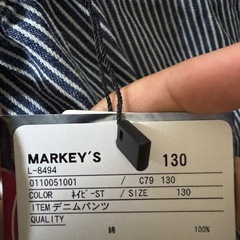 MARKEY'S 130
L-8494
0110051001 / C79 130
COLOR ﾈｲﾋﾞｰST / SIZE 130
ITEM デニムパンツ
QUALITY
綿 100%